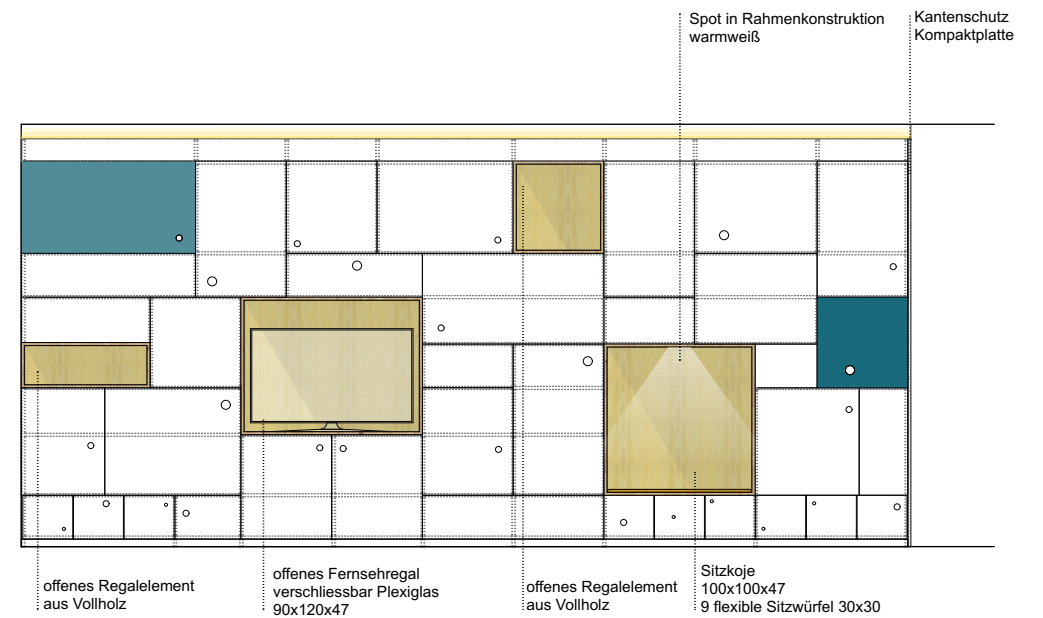 Spot in Rahmenkonstruktion
warmweiß
Kantenschutz
Kompaktplatte
offenes Regalelement
aus Vollholz
offenes Fernsehregal
verschliessbar Plexiglas
90x120x47
offenes Regalelement
aus Vollholz
Sitzkoje
100x100x47
9 flexible Sitzwürfel 30x30